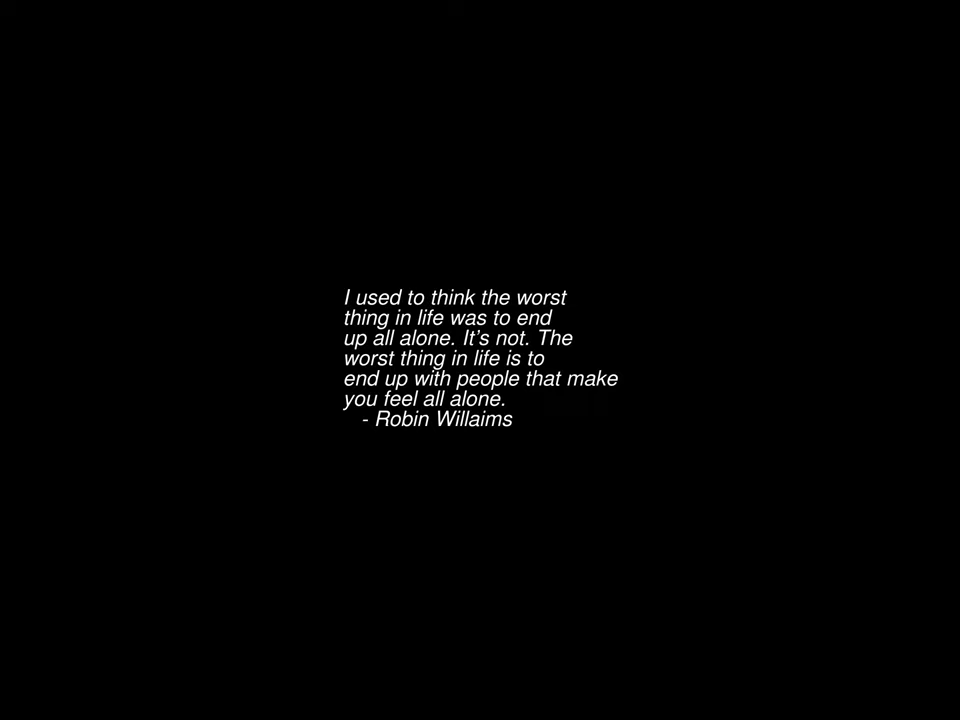 I used to think the worst
thing in life was to end
up all alone. It’s not. The
worst thing in life is to
end up with people that make
you feel all alone.
- Robin Willaims